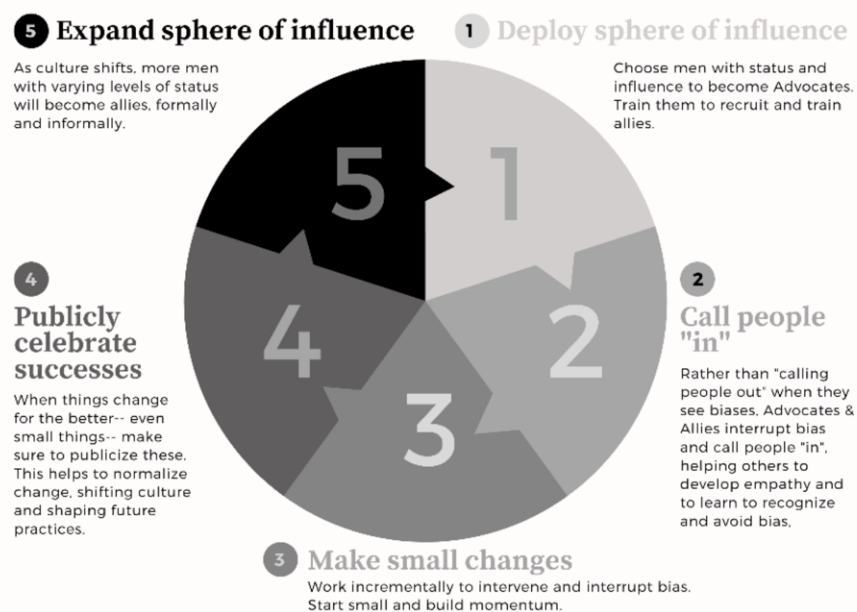 1 Deploy sphere of influence
Choose men with status and
influence to become Advocates.
Train them to recruit and train
allies.
2
Call people
"in"
Rather than "calling
people out" when they
see biases, Advocates &
Allies interrupt bias
and call people "in",
helping others to
develop empathy and
to learn to recognize
and avoid bias,
3 Make small changes
Work incrementally to intervene and interrupt bias.
Start small and build momentum.
4
Publicly
celebrate
successes
When things change
for the better-- even
small things-- make
sure to publicize these.
This helps to normalize
change, shifting culture
and shaping future
practices.
5 Expand sphere of influence
As culture shifts, more men
with varying levels of status
will become allies, formally
and informally.
1
2
3
4
5